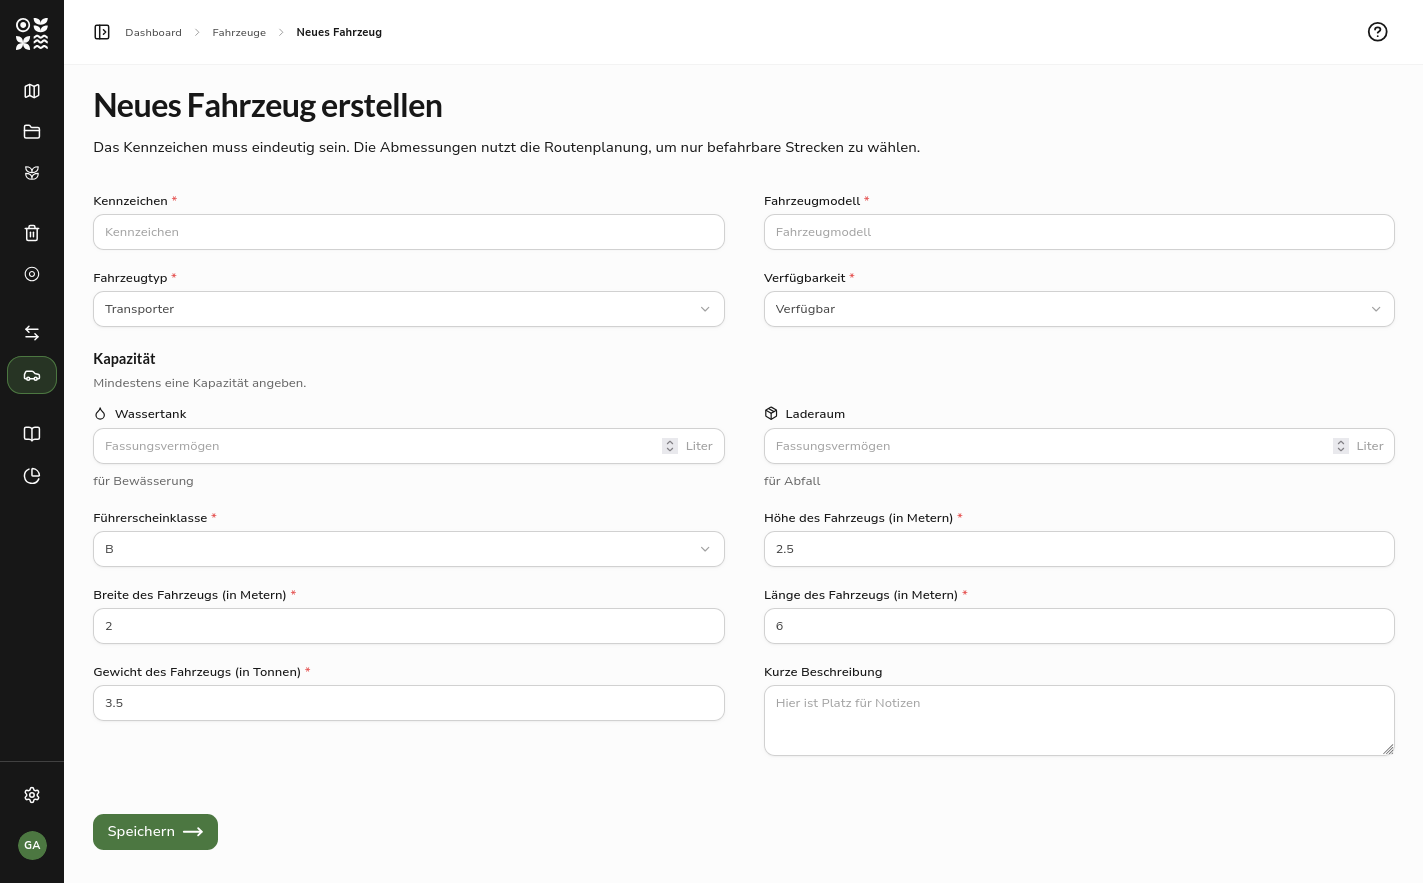 Dashboard
Fahrzeuge
Neues Fahrzeug
Neues Fahrzeug erstellen
Das Kennzeichen muss eindeutig sein. Die Abmessungen nutzt die Routenplanung, um nur befahrbare Strecken zu wählen.
Kennzeichen *
Kennzeichen
Fahrzeugmodell *
Fahrzeugmodell
Fahrzeugtyp *
Transporter
Verfügbarkeit *
Verfügbar
Kapazität
Mindestens eine Kapazität angeben.
Wassertank
Fassungsvermögen
Liter
für Bewässerung
Laderaum
Fassungsvermögen
Liter
für Abfall
Führerscheinklasse *
B
Höhe des Fahrzeugs (in Metern) *
2.5
Breite des Fahrzeugs (in Metern) *
2
Länge des Fahrzeugs (in Metern) *
6
Gewicht des Fahrzeugs (in Tonnen) *
3.5
Kurze Beschreibung
Hier ist Platz für Notizen
Speichern
GA